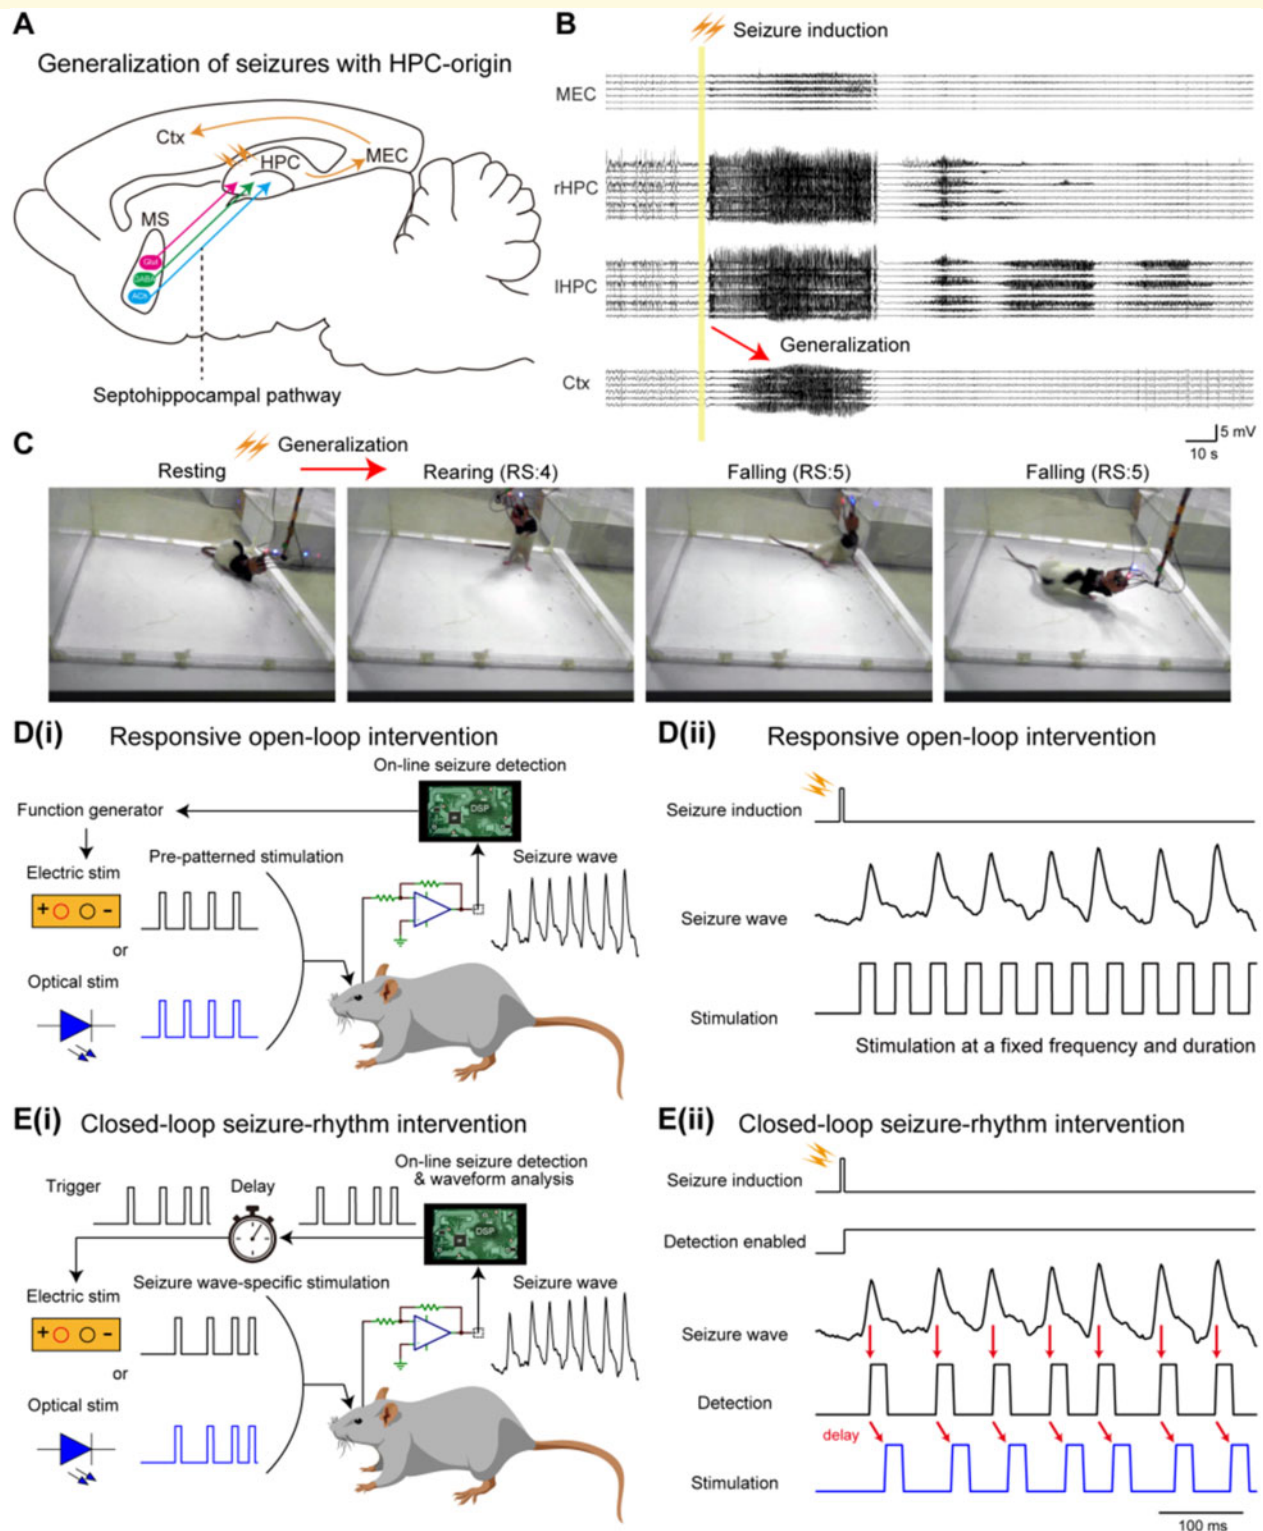 A
Generalization of seizures with HPC-origin
Ctx
HPC
MEC
MS
Glut
GABA
ACh
Septohippocampal pathway
B
Seizure induction
MEC
rHPC
lHPC
Generalization
Ctx
5 mV
10 s
C
Generalization
Resting
Rearing (RS:4)
Falling (RS:5)
Falling (RS:5)
D(i) Responsive open-loop intervention
On-line seizure detection
DSP
Function generator
Electric stim
+ -
or
Optical stim
Pre-patterned stimulation
Seizure wave
D(ii) Responsive open-loop intervention
Seizure induction
Seizure wave
Stimulation
Stimulation at a fixed frequency and duration
E(i) Closed-loop seizure-rhythm intervention
On-line seizure detection
& waveform analysis
DSP
Trigger
Delay
Electric stim
+ -
or
Optical stim
Seizure wave-specific stimulation
Seizure wave
E(ii) Closed-loop seizure-rhythm intervention
Seizure induction
Detection enabled
Seizure wave
Detection
delay
Stimulation
100 ms